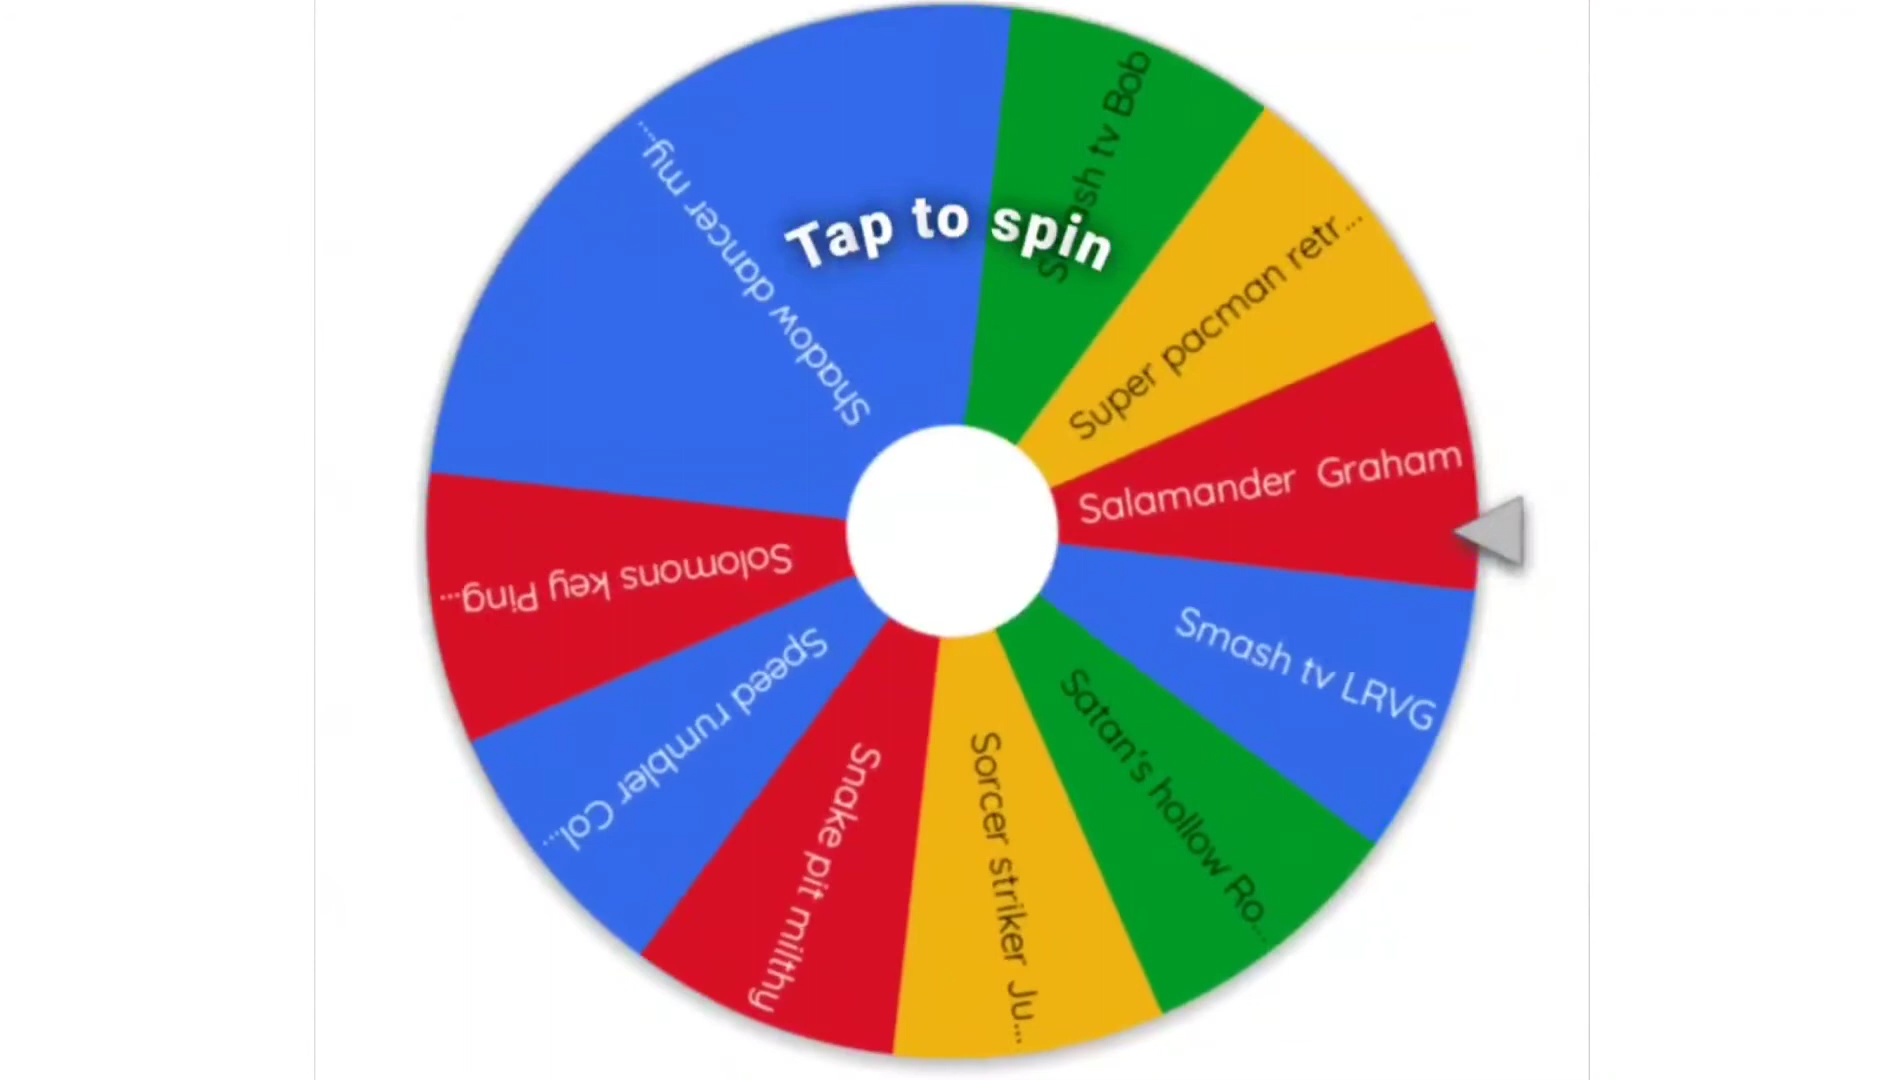 Tap to spin
Smash tv Bob
Super pacman retr...
Salamander Graham
Smash tv LRVG
Satan's hollow Ro...
Sorcer striker Ju...
Snake pit milthy
Speed rumbler Col...
Solomons key Ping...
Shadow dancer my...